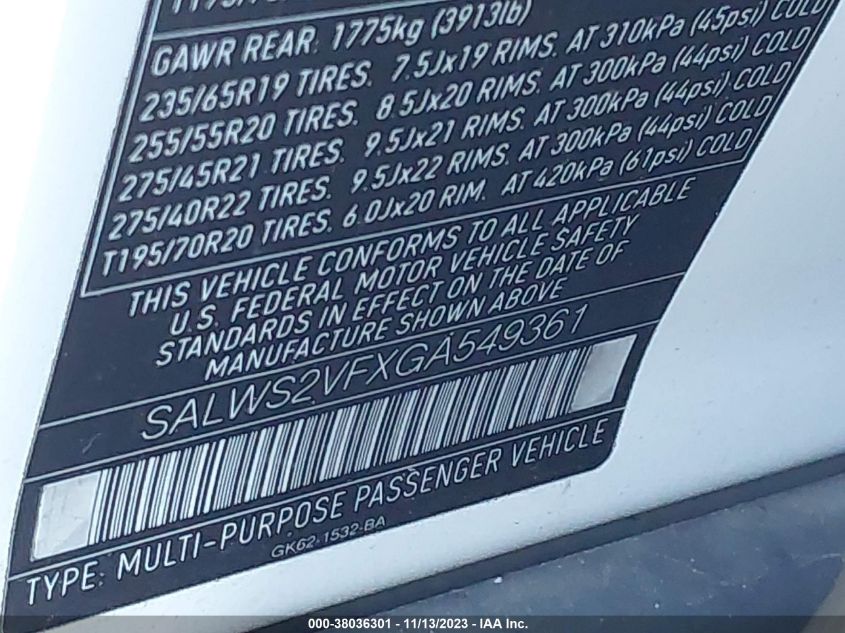 GAWR REAR. 1775kg (3913lb)
235/65R19 TIRES. 7.5Jx19 RIMS. AT 310kPa (45psi) COLD
255/55R20 TIRES. 8.5Jx20 RIMS. AT 300kPa (44psi) COLD
275/45R21 TIRES. 9.5Jx21 RIMS. AT 300kPa (44psi) COLD
275/40R22 TIRES. 9.5Jx22 RIMS. AT 300kPa (44psi) COLD
T195/70R20 TIRES. 6.0Jx20 RIM. AT 420kPa (61psi) COLD
THIS VEHICLE CONFORMS TO ALL APPLICABLE
U.S. FEDERAL MOTOR VEHICLE SAFETY
STANDARDS IN EFFECT ON THE DATE OF
MANUFACTURE SHOWN ABOVE
SALWS2VFXGA549361
TYPE: MULTI-PURPOSE PASSENGER VEHICLE
GK62-1532-BA
000-38036301 - 11/13/2023 - IAA Inc.